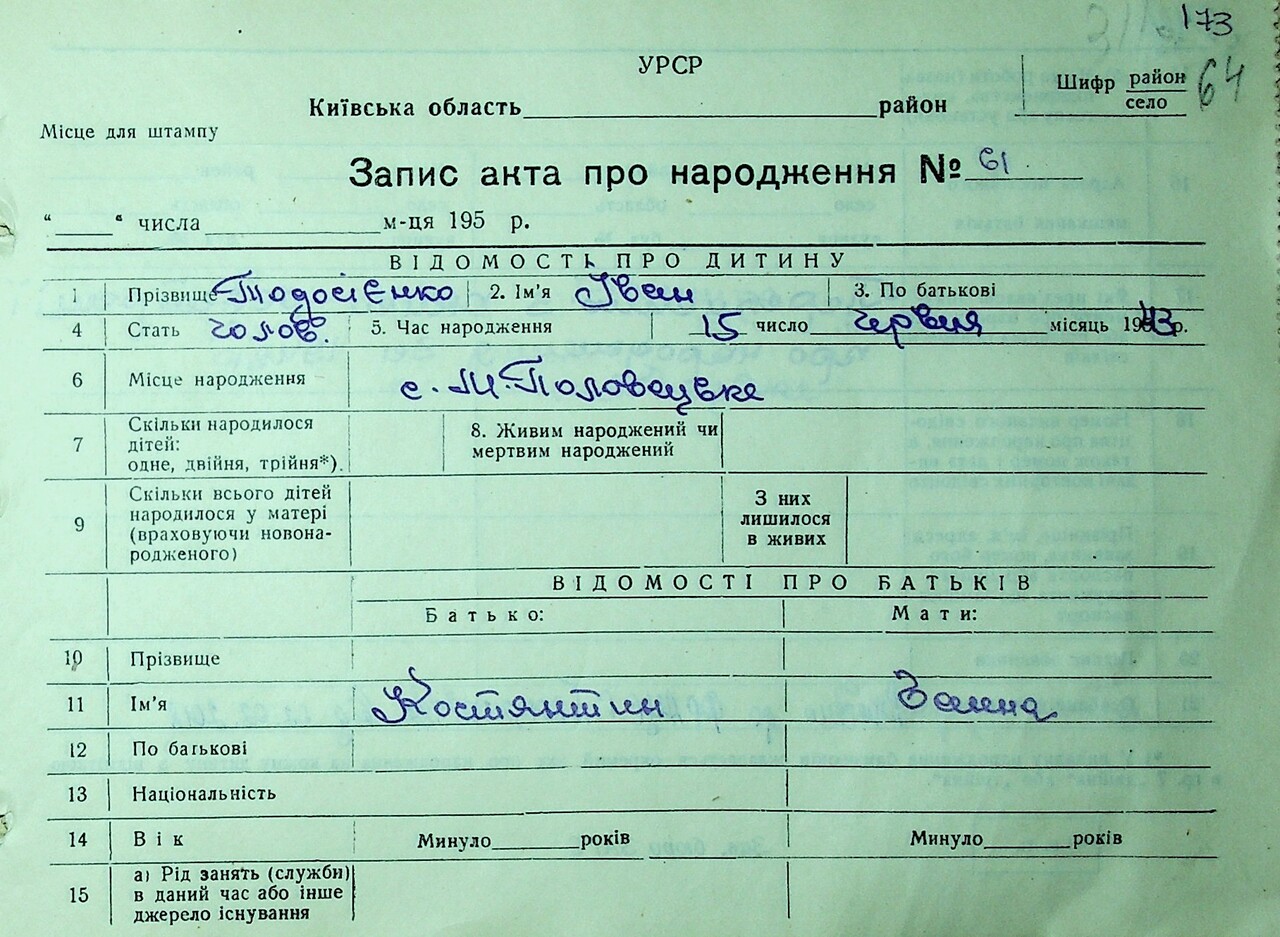 173
УРСР
Київська область район Шифр район село 64
Місце для штампу
Запис акта про народження № 61
“ “ числа м-ця 195 р.
ВІДОМОСТЬ ПРО ДИТИНУ
1 Прізвище Тодосієнко 2. Ім'я Іван 3. По батькові
4 Стать чолов. 5. Час народження 15 число червня місяць 1943р.
6 Місце народження с. М.Половецьке
7 Скільки народилося дітей: одне, двійня, трійня*). 8. Живим народжений чи мертвим народжений
9 Скільки всього дітей народилося у матері (враховуючи новонародженого) З них лишилося в живих
ВІДОМОСТІ ПРО БАТЬКІВ
Батько: Мати:
10 Прізвище
11 Ім'я Костянтин Ганна
12 По батькові
13 Національність
14 Вік Минуло років Минуло років
15 а) Рід занять (служби) в даний час або інше джерело існування